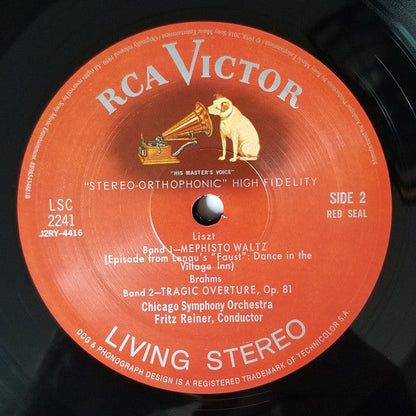 RCA VICTOR
"HIS MASTER'S VOICE"
"STEREO-ORTHOPHONIC" HIGH FIDELITY
LSC
2241
J2RY-4416
SIDE 2
RED SEAL
Liszt
Band 1—MEPHISTO WALTZ
(Episode from Lenau's "Faust": Dance in the
Village Inn)
Brahms
Band 2—TRAGIC OVERTURE, Op. 81
Chicago Symphony Orchestra
Fritz Reiner, Conductor
LIVING STEREO
DOG & PHONOGRAPH DESIGN IS A REGISTERED TRADEMARK OF TECHNICOLOR S.A.